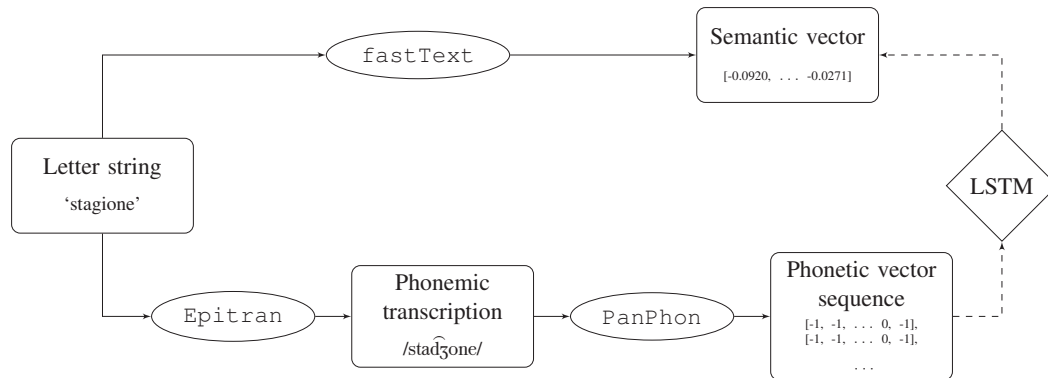 fastText
Semantic vector
[-0.0920, . . . -0.0271]
Letter string
‘stagione’
LSTM
Epitran
Phonemic
transcription
/stad͡ʒone/
PanPhon
Phonetic vector
sequence
[-1, -1, . . . 0, -1],
[-1, -1, . . . 0, -1],
. . .